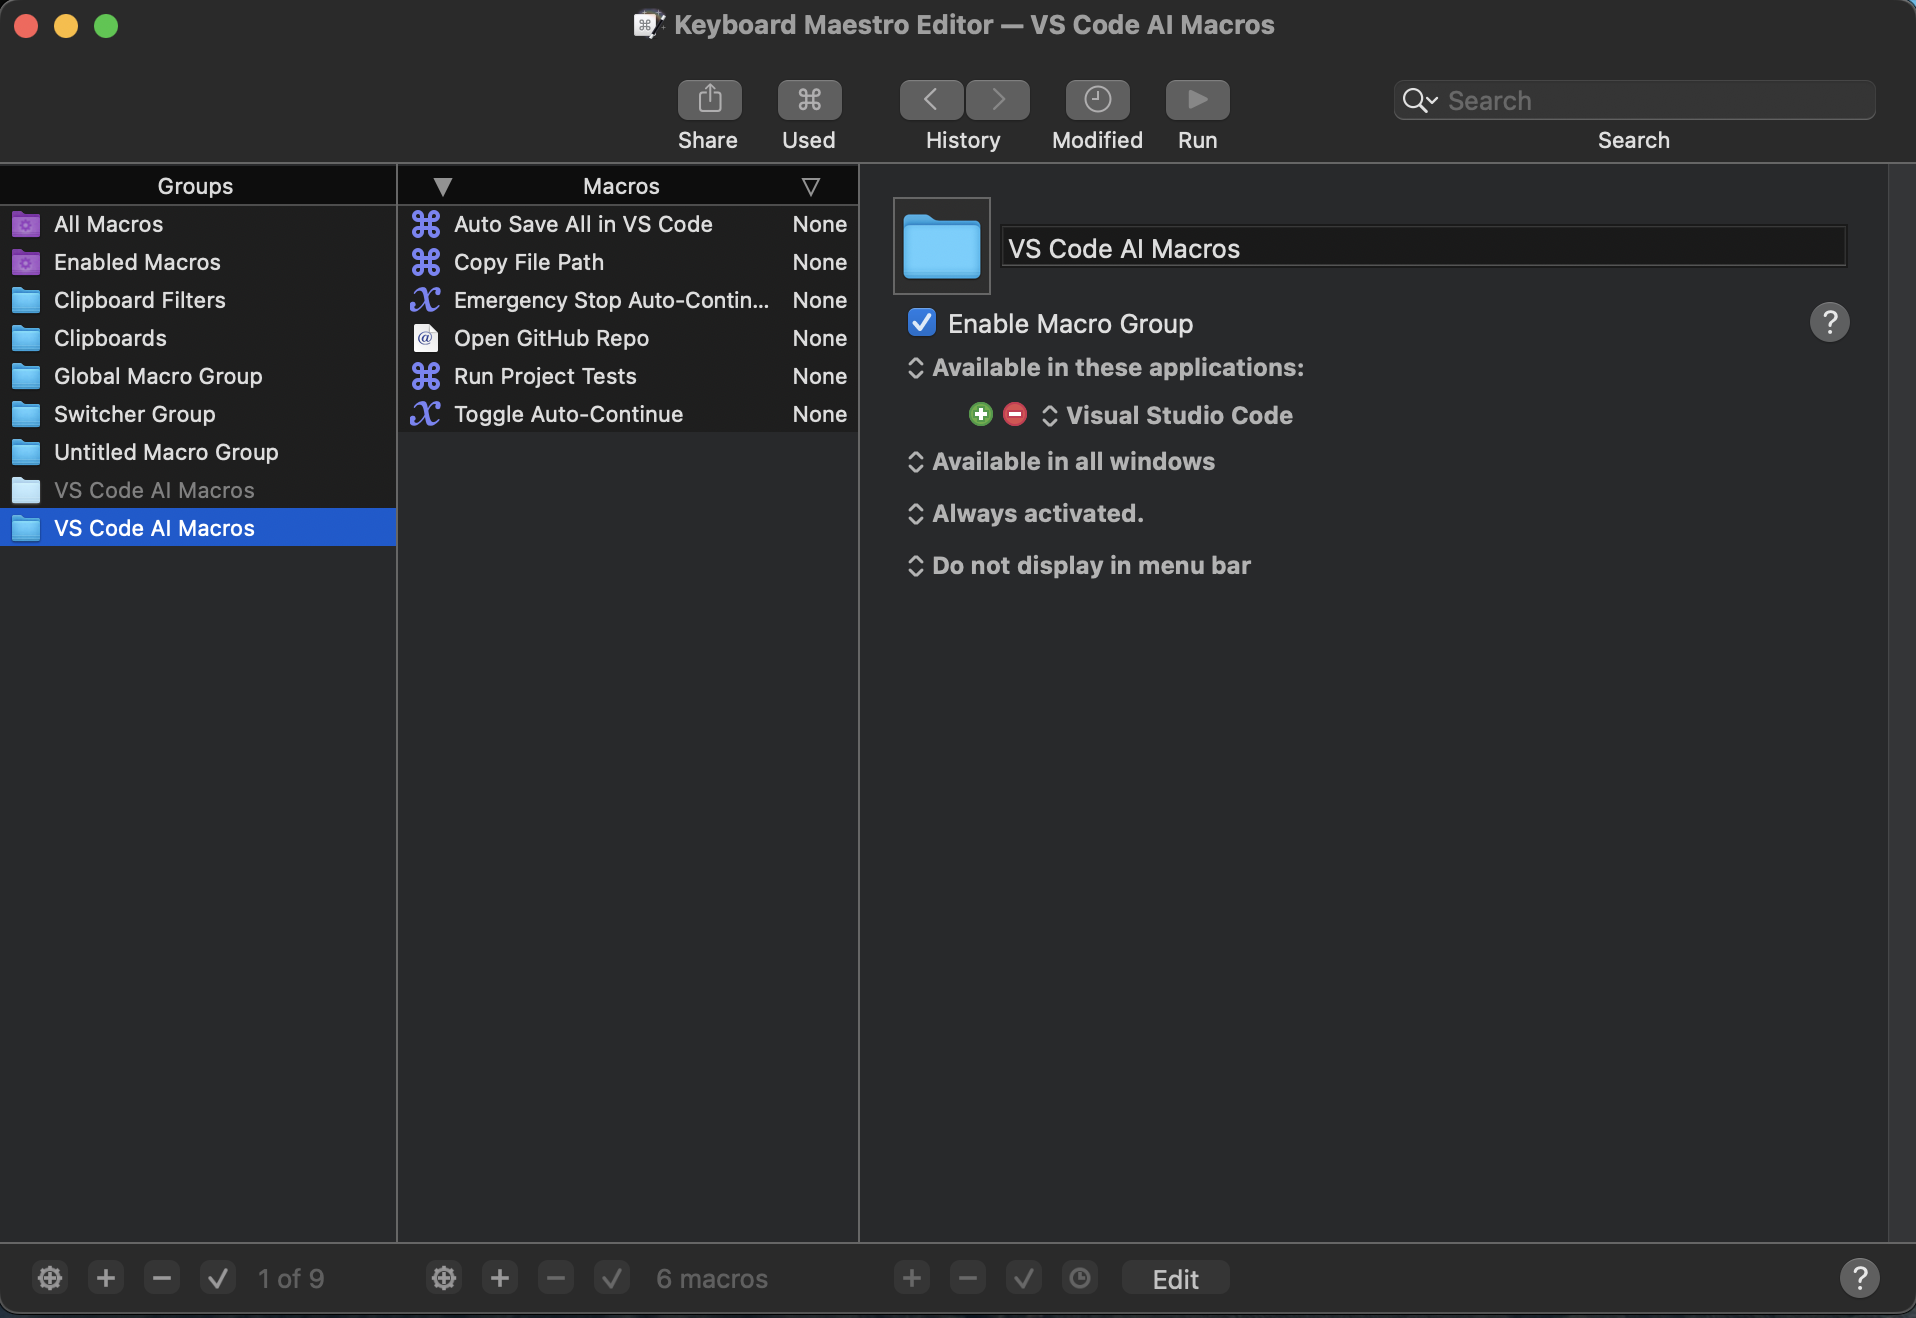 Keyboard Maestro Editor — VS Code AI Macros
Share
Used
History
Modified
Run
Search
Search
Groups
All Macros
Enabled Macros
Clipboard Filters
Clipboards
Global Macro Group
Switcher Group
Untitled Macro Group
VS Code AI Macros
VS Code AI Macros
Macros
Auto Save All in VS Code None
Copy File Path None
Emergency Stop Auto-Contin... None
Open GitHub Repo None
Run Project Tests None
Toggle Auto-Continue None
VS Code AI Macros
Enable Macro Group
?
Available in these applications:
Visual Studio Code
Available in all windows
Always activated.
Do not display in menu bar
1 of 9
6 macros
Edit
?